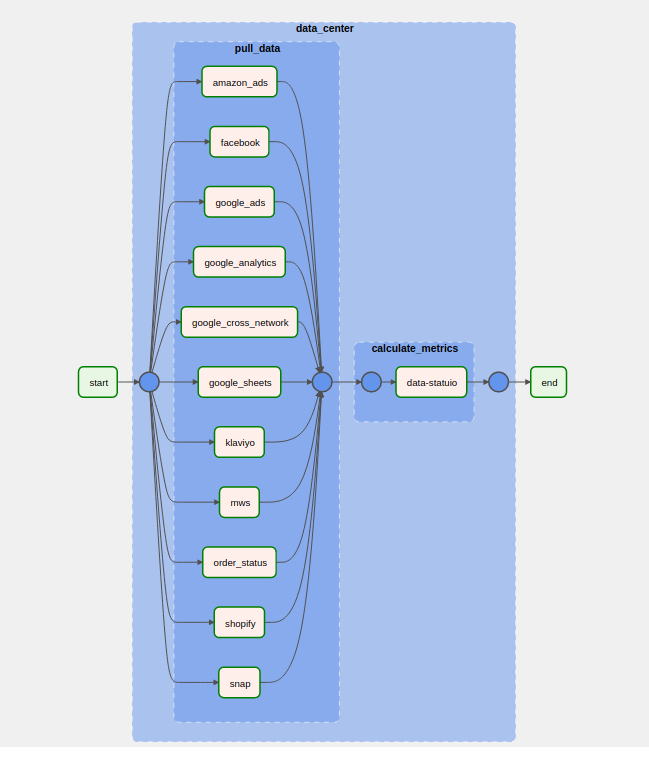 data_center
pull_data
amazon_ads
facebook
google_ads
google_analytics
google_cross_network
calculate_metrics
start
google_sheets
data-statuio
end
klaviyo
mws
order_status
shopify
snap